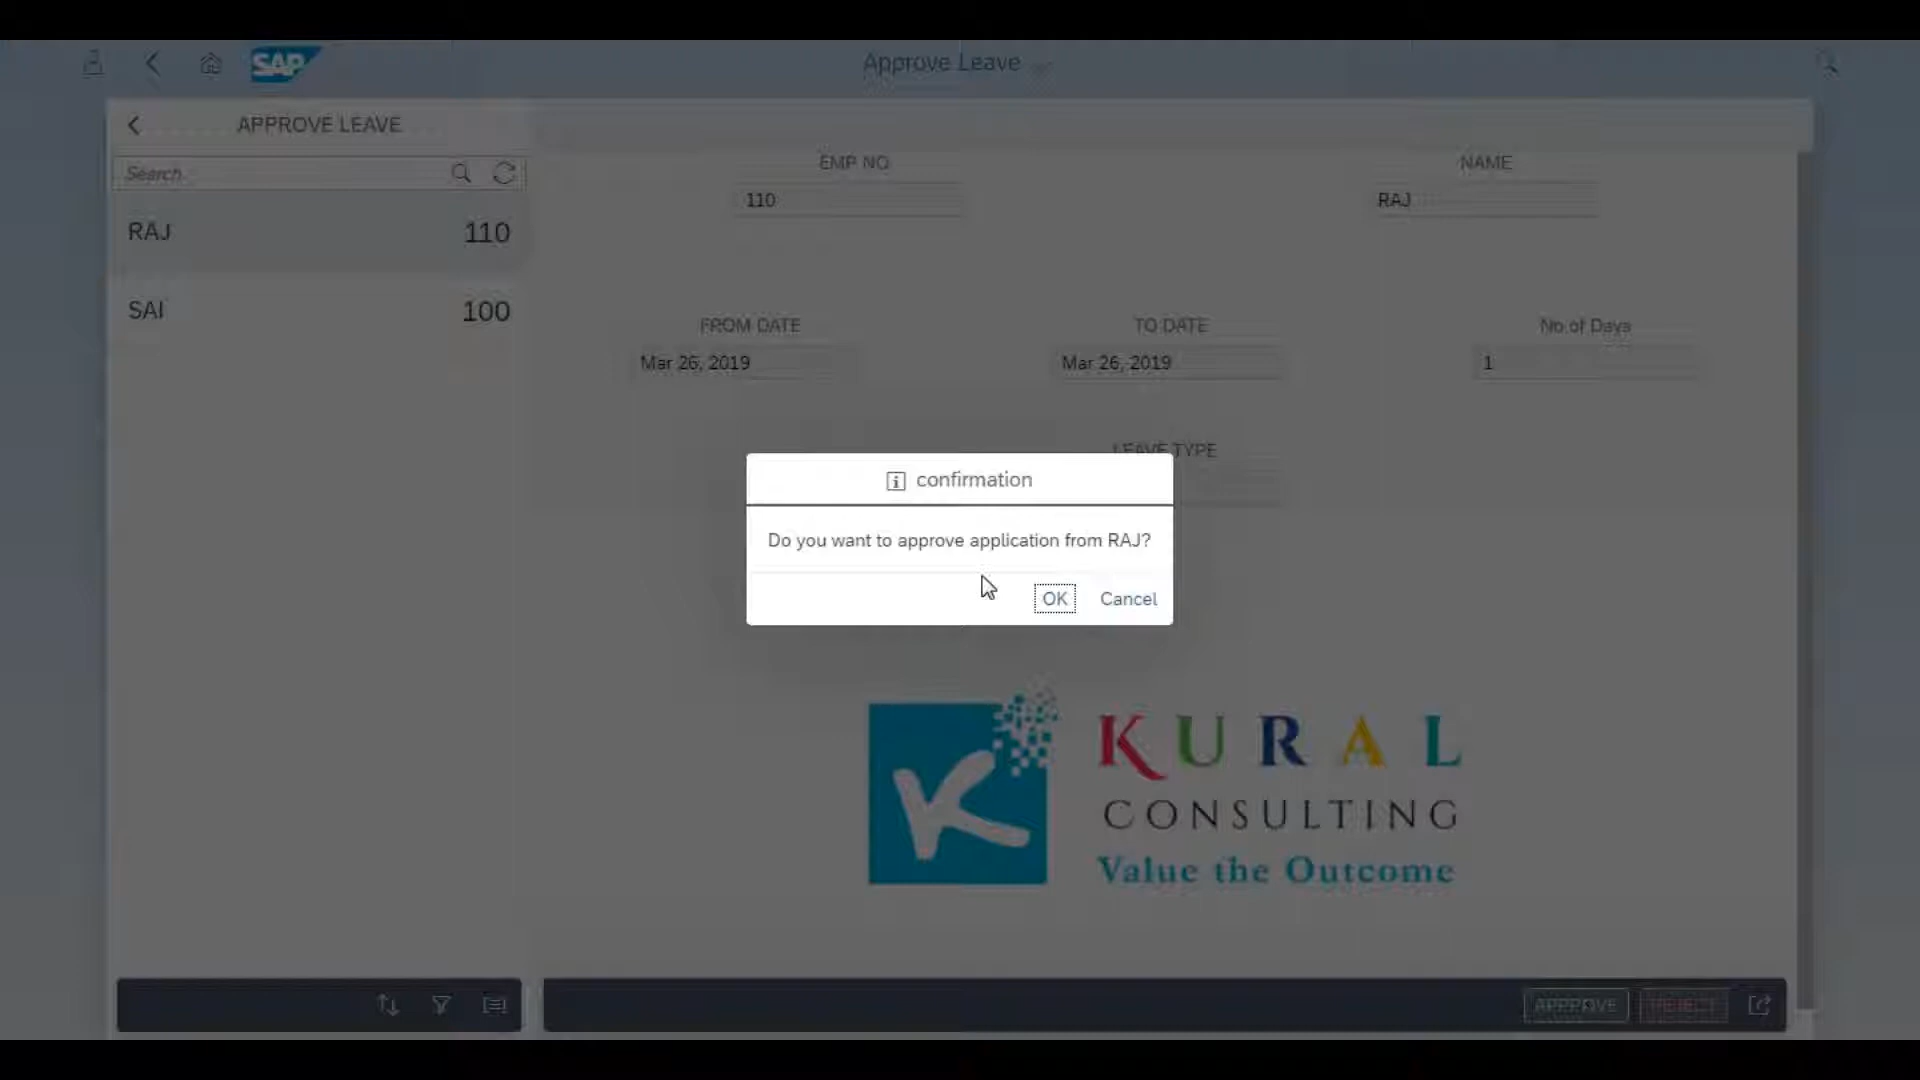 SAP
Approve Leave
APPROVE LEAVE
Search
RAJ 110
SAI 100
EMP NO
110
NAME
RAJ
FROM DATE
Mar 26, 2019
TO DATE
Mar 26, 2019
No of Days
1
LEAVE TYPE
confirmation
Do you want to approve application from RAJ?
OK
Cancel
K
KURAL
CONSULTING
Value the Outcome
APPROVE
REJECT